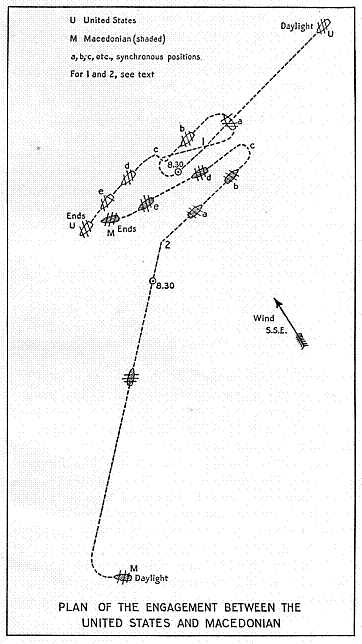 U United States
M Macedonian (shaded)
a, b, c, etc., synchronous positions
For 1 and 2, see text
Daylight
U
a
b
1
c
8.30
c
d
d
b
e
e
a
Ends
U
M
Ends
2
8.30
Wind
S.S.E.
M
Daylight
PLAN OF THE ENGAGEMENT BETWEEN THE
UNITED STATES AND MACEDONIAN